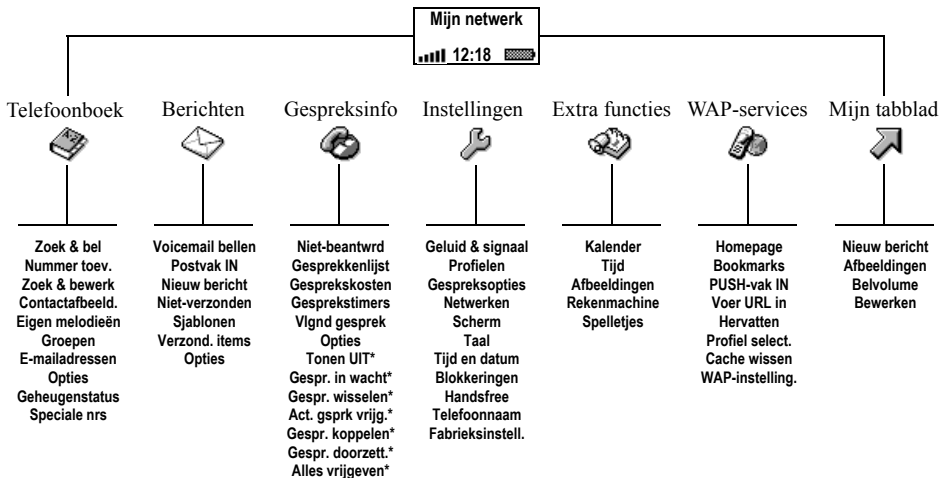 Mijn netwerk
12:18
Telefoonboek
Berichten
Gespreksinfo
Instellingen
Extra functies
WAP-services
Mijn tabblad
Zoek & bel
Nummer toev.
Zoek & bewerk
Contactafbeeld.
Eigen melodieën
Groepen
E-mailadressen
Opties
Geheugenstatus
Speciale nrs
Voicemail bellen
Postvak IN
Nieuw bericht
Niet-verzonden
Sjablonen
Verzond. items
Opties
Niet-beantwrd
Gesprekkenlijst
Gesprekskosten
Gesprekstimers
Vlgnd gesprek
Opties
Tonen UIT*
Gespr. in wacht*
Gespr. wisselen*
Act. gsprk vrijg.*
Gespr. koppelen*
Gespr. doorzett.*
Alles vrijgeven*
Geluid & signaal
Profielen
Gespreksopties
Netwerken
Scherm
Taal
Tijd en datum
Blokkeringen
Handsfree
Telefoonnaam
Fabrieksinstell.
Kalender
Tijd
Afbeeldingen
Rekenmachine
Spelletjes
Homepage
Bookmarks
PUSH-vak IN
Voer URL in
Hervatten
Profiel select.
Cache wissen
WAP-instelling.
Nieuw bericht
Afbeeldingen
Belvolume
Bewerken